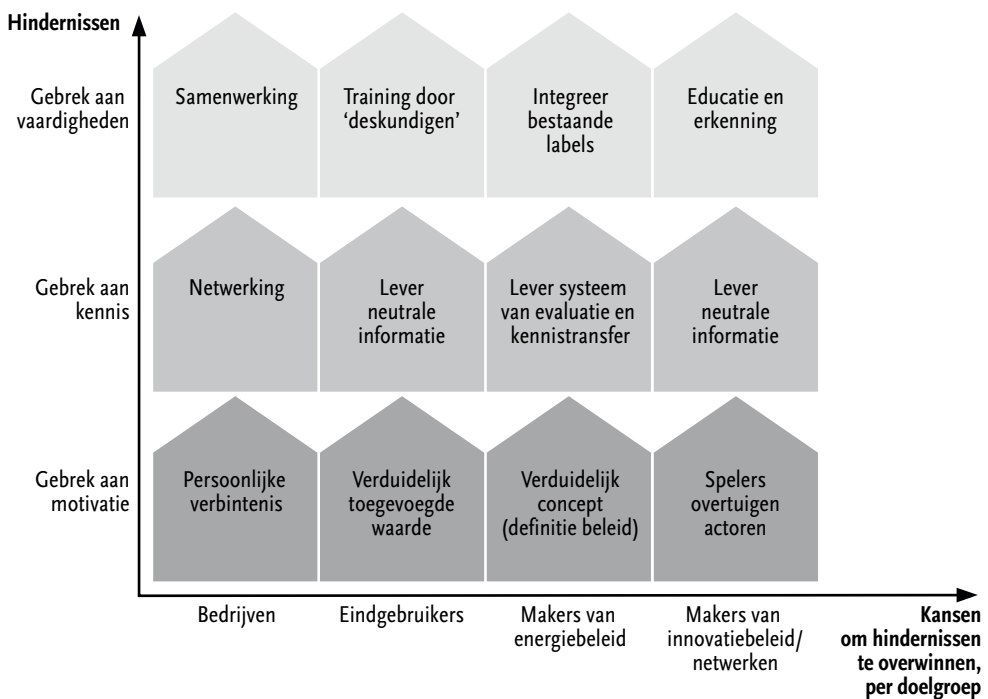 Hindernissen
Gebrek aan
vaardigheden
Samenwerking
Training door
‘deskundigen’
Integreer
bestaande
labels
Educatie en
erkenning
Gebrek aan
kennis
Netwerking
Lever
neutrale
informatie
Lever systeem
van evaluatie en
kennistransfer
Lever
neutrale
informatie
Gebrek aan
motivatie
Persoonlijke
verbintenis
Verduidelijk
toegevoegde
waarde
Verduidelijk
concept
(definitie beleid)
Spelers
overtuigen
actoren
Bedrijven
Eindgebruikers
Makers van
energiebeleid
Makers van
innovatiebeleid/
netwerken
Kansen
om hindernissen
te overwinnen,
per doelgroep